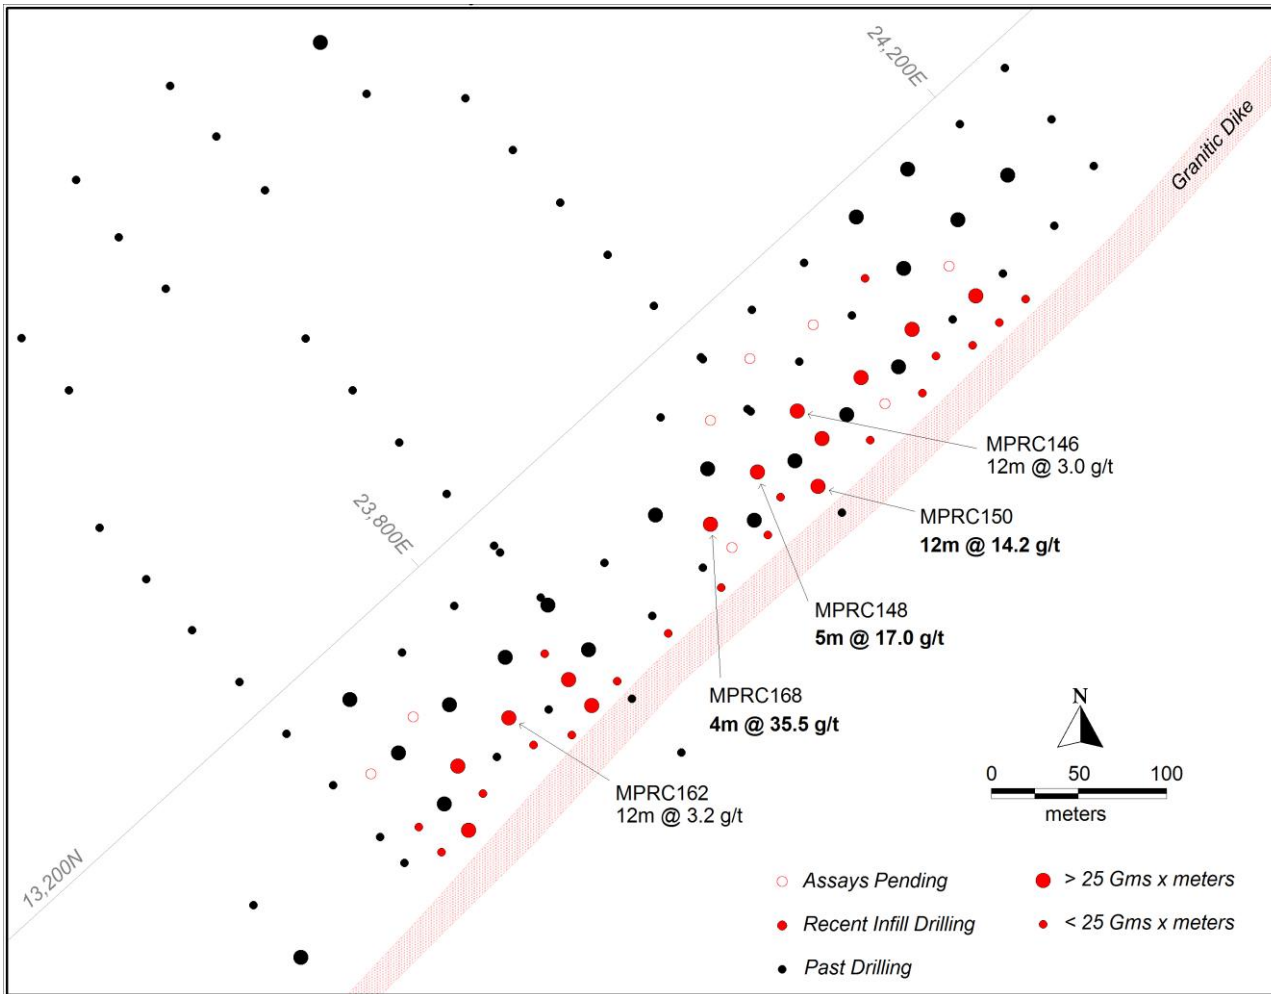 24,200E
Granitic Dike
MPRC146
12m @ 3.0 g/t
23,800E
MPRC150
12m @ 14.2 g/t
MPRC148
5m @ 17.0 g/t
MPRC168
4m @ 35.5 g/t
N
MPRC162
12m @ 3.2 g/t
0 50 100
meters
13,200N
Assays Pending
> 25 Gms x meters
Recent Infill Drilling
< 25 Gms x meters
Past Drilling